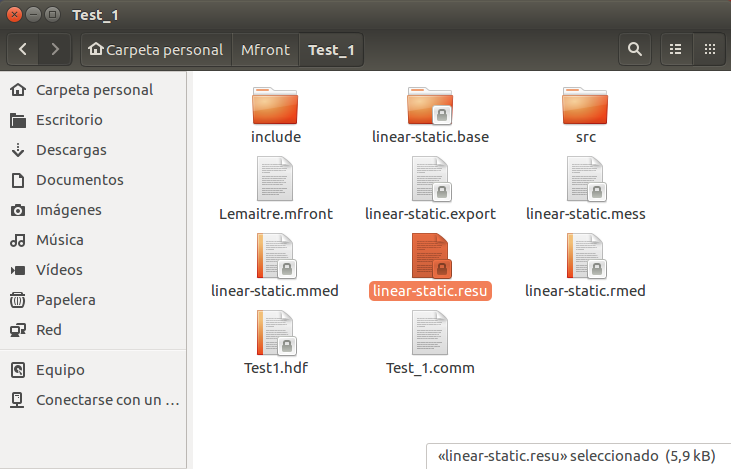 Test_1
Carpeta personal Mfront Test_1
Carpeta personal
Escritorio
Descargas
Documentos
Imágenes
Música
Vídeos
Papelera
Red
Equipo
Conectarse con un …
include linear-static.base src
Lemaitre.mfront linear-static.export linear-static.mess
linear-static.mmed linear-static.resu linear-static.rmed
Test1.hdf Test_1.comm
«linear-static.resu» seleccionado (5,9 kB)